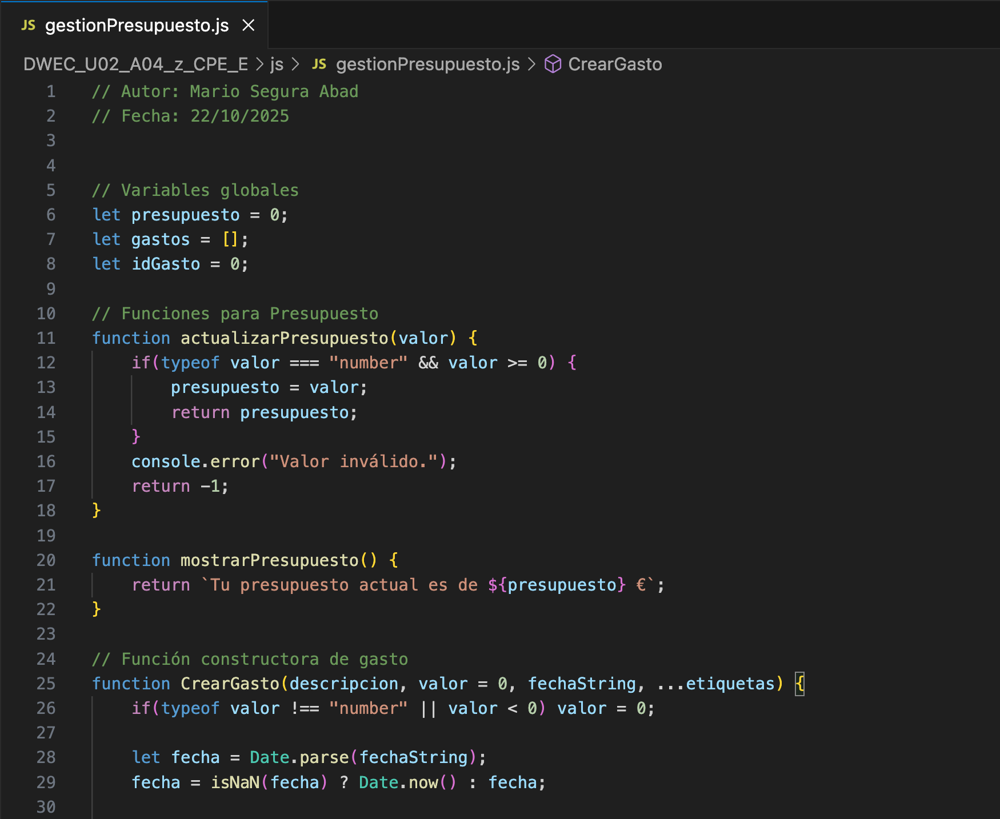 JS gestionPresupuesto.js
DWEC_U02_A04_z_CPE_E > js > JS gestionPresupuesto.js > CrearGasto
1 // Autor: Mario Segura Abad
2 // Fecha: 22/10/2025
3
4
5 // Variables globales
6 let presupuesto = 0;
7 let gastos = [];
8 let idGasto = 0;
9
10 // Funciones para Presupuesto
11 function actualizarPresupuesto(valor) {
12     if(typeof valor === "number" && valor >= 0) {
13         presupuesto = valor;
14         return presupuesto;
15     }
16     console.error("Valor inválido.");
17     return -1;
18 }
19
20 function mostrarPresupuesto() {
21     return `Tu presupuesto actual es de ${presupuesto} €`;
22 }
23
24 // Función constructora de gasto
25 function CrearGasto(descripcion, valor = 0, fechaString, ...etiquetas) {
26     if(typeof valor !== "number" || valor < 0) valor = 0;
27
28     let fecha = Date.parse(fechaString);
29     fecha = isNaN(fecha) ? Date.now() : fecha;
30